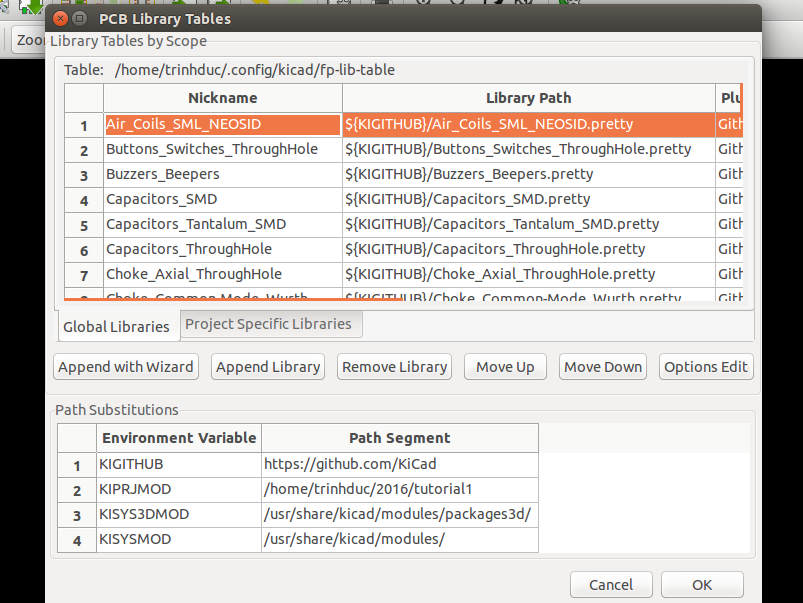 PCB Library Tables
Zoo
Library Tables by Scope
Table: /home/trinhduc/.config/kicad/fp-lib-table
Nickname Library Path Plu
1 Air_Coils_SML_NEOSID ${KIGITHUB}/Air_Coils_SML_NEOSID.pretty Gith
2 Buttons_Switches_ThroughHole ${KIGITHUB}/Buttons_Switches_ThroughHole.pretty Gith
3 Buzzers_Beepers ${KIGITHUB}/Buzzers_Beepers.pretty Gith
4 Capacitors_SMD ${KIGITHUB}/Capacitors_SMD.pretty Gith
5 Capacitors_Tantalum_SMD ${KIGITHUB}/Capacitors_Tantalum_SMD.pretty Gith
6 Capacitors_ThroughHole ${KIGITHUB}/Capacitors_ThroughHole.pretty Gith
7 Choke_Axial_ThroughHole ${KIGITHUB}/Choke_Axial_ThroughHole.pretty Gith
8 Choke_Common-Mode_Wurth ${KIGITHUB}/Choke_Common-Mode_Wurth.pretty Gith
Global Libraries Project Specific Libraries
Append with Wizard Append Library Remove Library Move Up Move Down Options Edit
Path Substitutions
Environment Variable Path Segment
1 KIGITHUB https://github.com/KiCad
2 KIPRJMOD /home/trinhduc/2016/tutorial1
3 KISYS3DMOD /usr/share/kicad/modules/packages3d/
4 KISYSMOD /usr/share/kicad/modules/
Cancel OK